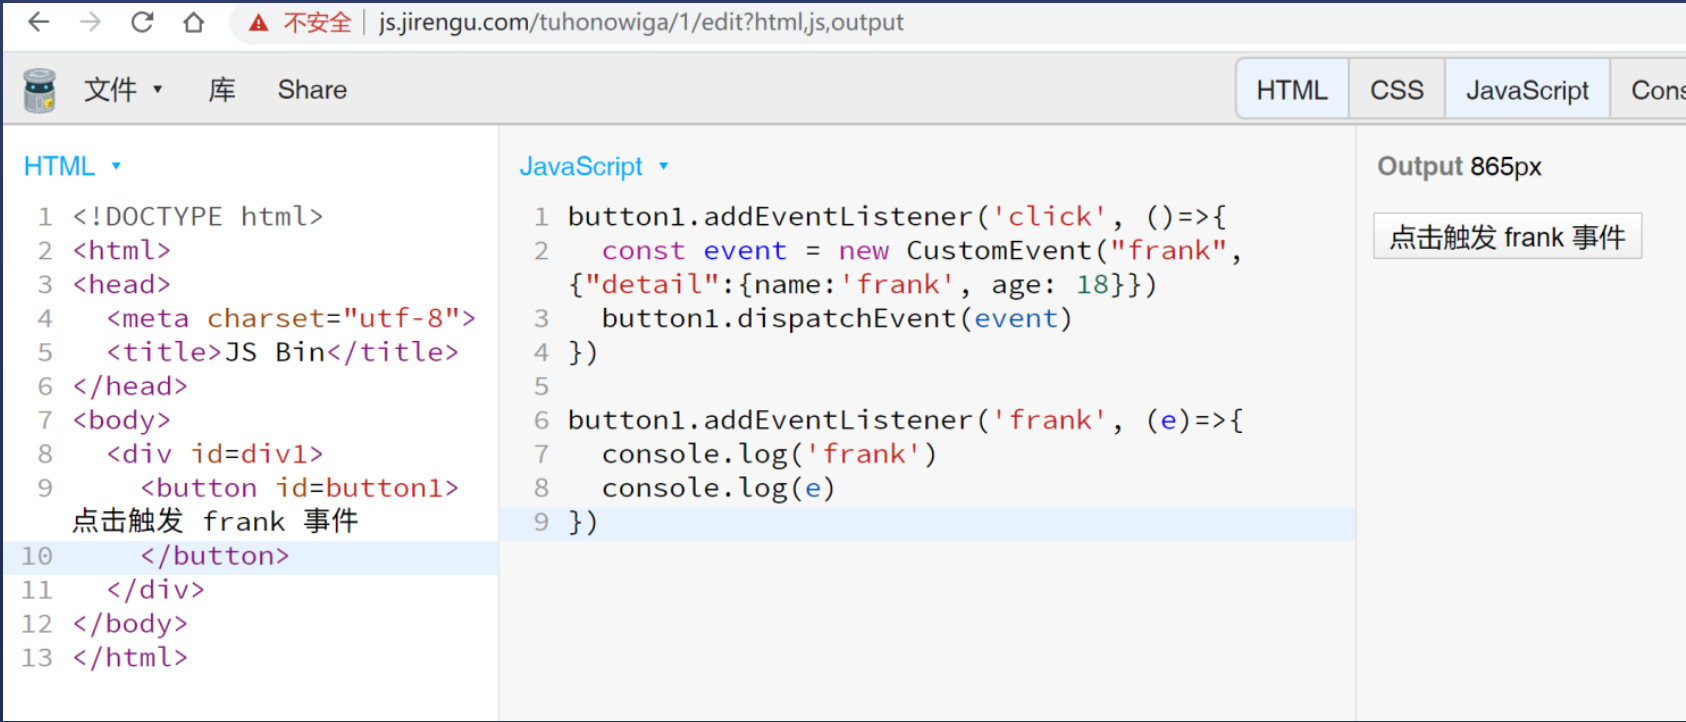 不安全 js.jirengu.com/tuhonowiga/1/edit?html,js,output
文件 库 Share HTML CSS JavaScript Cons
HTML
1 <!DOCTYPE html>
2 <html>
3 <head>
4 <meta charset="utf-8">
5 <title>JS Bin</title>
6 </head>
7 <body>
8 <div id=div1>
9 <button id=button1>
点击触发 frank 事件
10 </button>
11 </div>
12 </body>
13 </html>
JavaScript
1 button1.addEventListener('click', ()=>{
2 const event = new CustomEvent("frank",
{"detail":{name:'frank', age: 18}})
3 button1.dispatchEvent(event)
4 })
5
6 button1.addEventListener('frank', (e)=>{
7 console.log('frank')
8 console.log(e)
9 })
Output 865px
点击触发 frank 事件